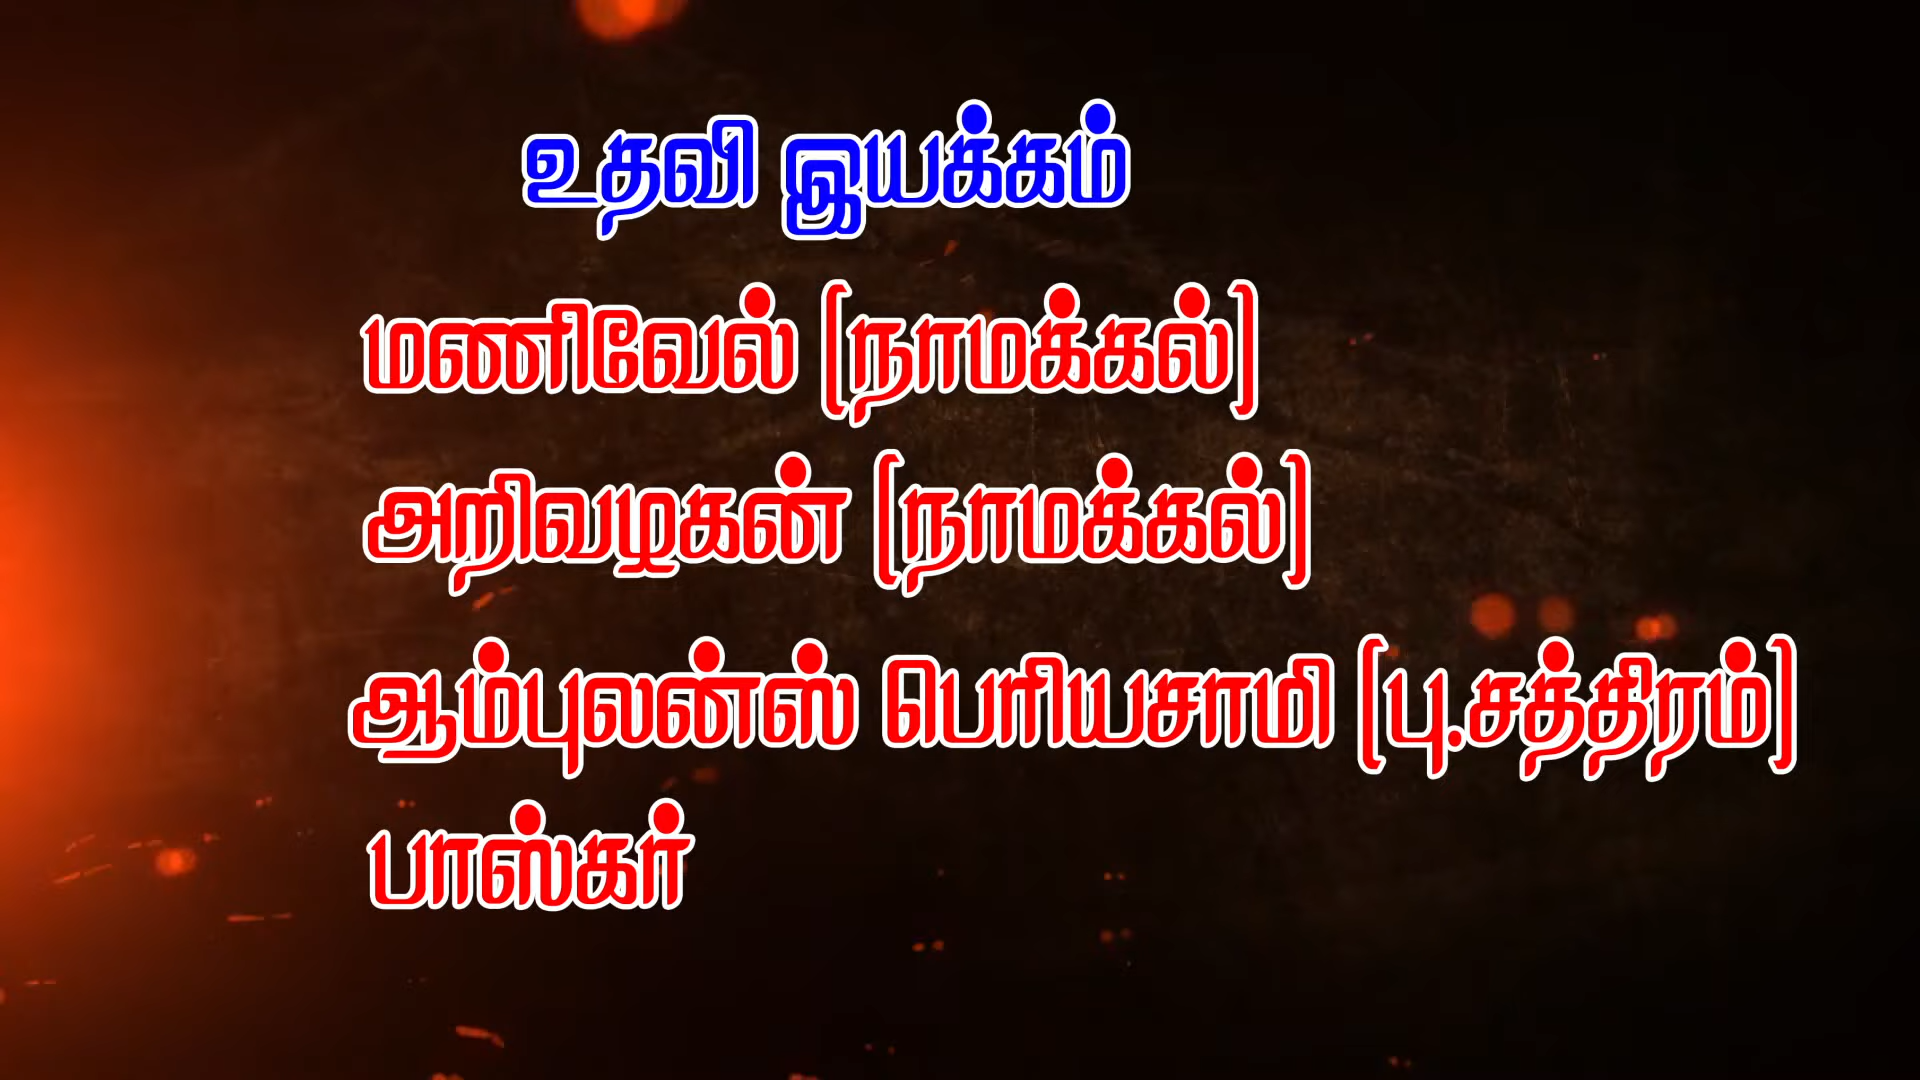 உதவி இயக்கம்
மணிவேல் (நாமக்கல்)
அறிவழகன் (நாமக்கல்)
ஆம்புலன்ஸ் பெரியசாமி (பு.சத்திரம்)
பாஸ்கர்